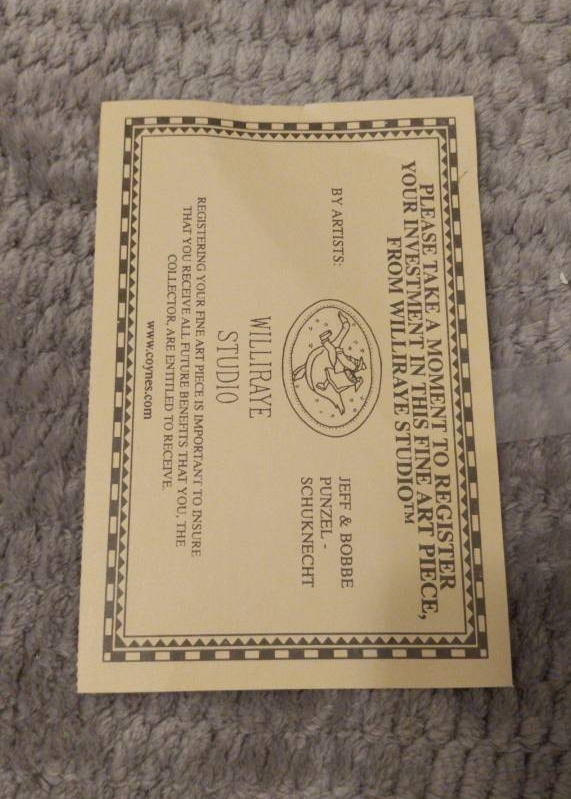 PLEASE TAKE A MOMENT TO REGISTER
YOUR INVESTMENT IN THIS FINE ART PIECE,
FROM WILLIRAYE STUDIO™
BY ARTISTS:
JEFF & BOBBE
PUNZEL -
SCHUKNECHT
WILLIRAYE
STUDIO
REGISTERING YOUR FINE ART PIECE IS IMPORTANT TO INSURE
THAT YOU RECEIVE ALL FUTURE BENEFITS THAT YOU, THE
COLLECTOR, ARE ENTITLED TO RECEIVE.
www.coynes.com